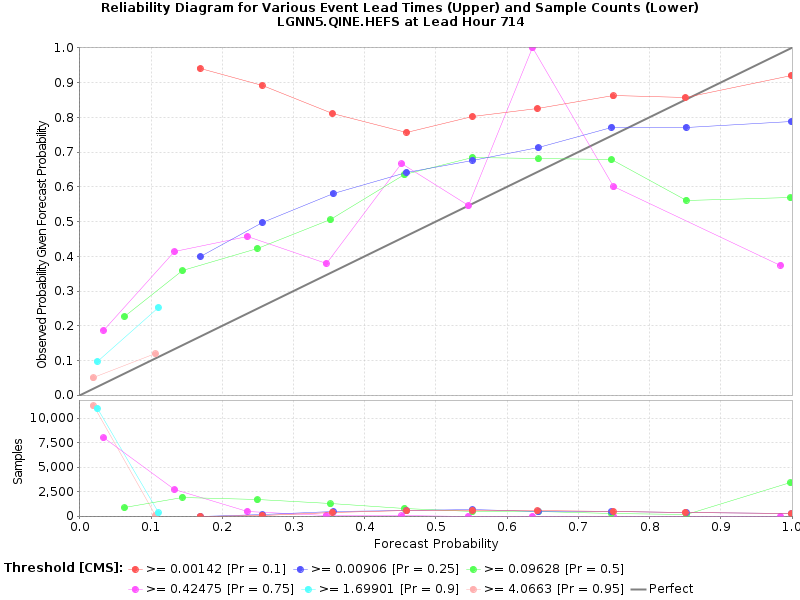 Reliability Diagram for Various Event Lead Times (Upper) and Sample Counts (Lower)
LGNN5.QINE.HEFS at Lead Hour 714
Observed Probability Given Forecast Probability
1.0
0.9
0.8
0.7
0.6
0.5
0.4
0.3
0.2
0.1
0.0
Samples
10,000
7,500
5,000
2,500
0
0.0 0.1 0.2 0.3 0.4 0.5 0.6 0.7 0.8 0.9 1.0
Forecast Probability
Threshold [CMS]: >= 0.00142 [Pr = 0.1] >= 0.00906 [Pr = 0.25] >= 0.09628 [Pr = 0.5]
>= 0.42475 [Pr = 0.75] >= 1.69901 [Pr = 0.9] >= 4.0663 [Pr = 0.95] Perfect